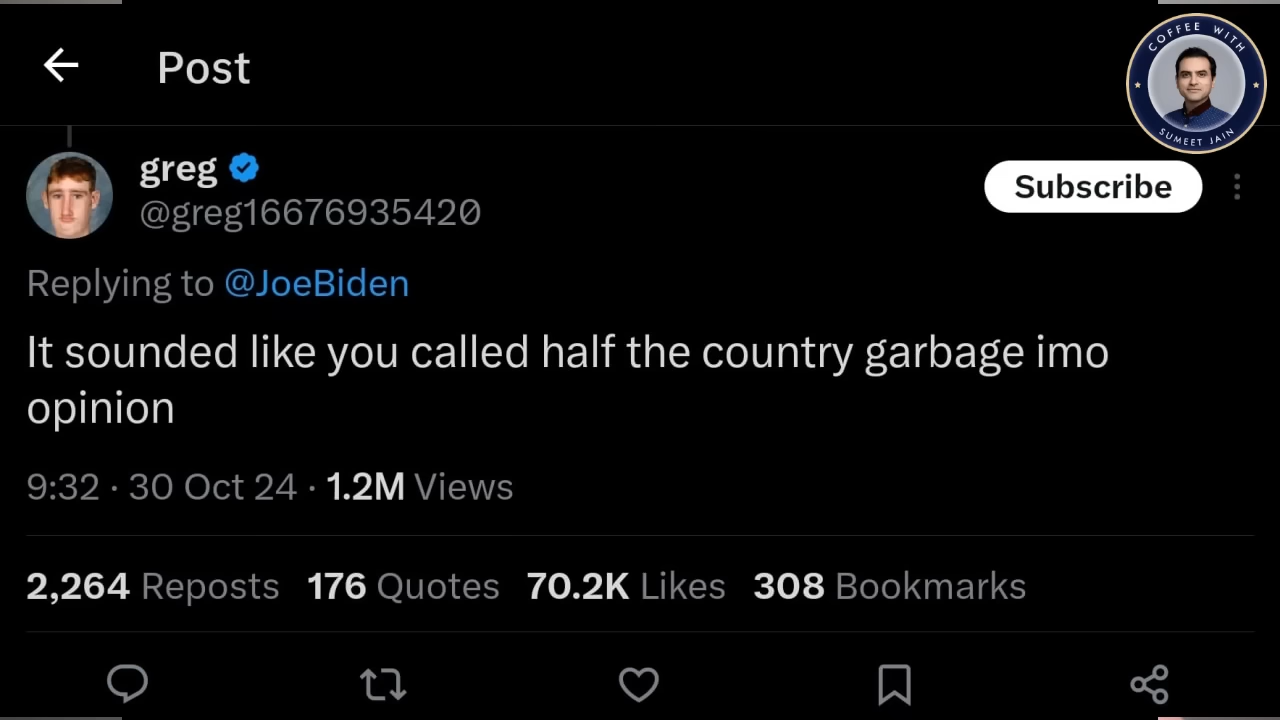 Post
COFFEE WITH
SUMEET JAIN
greg
@greg16676935420
Subscribe
Replying to @JoeBiden
It sounded like you called half the country garbage imo
opinion
9:32 · 30 Oct 24 · 1.2M Views
2,264 Reposts 176 Quotes 70.2K Likes 308 Bookmarks